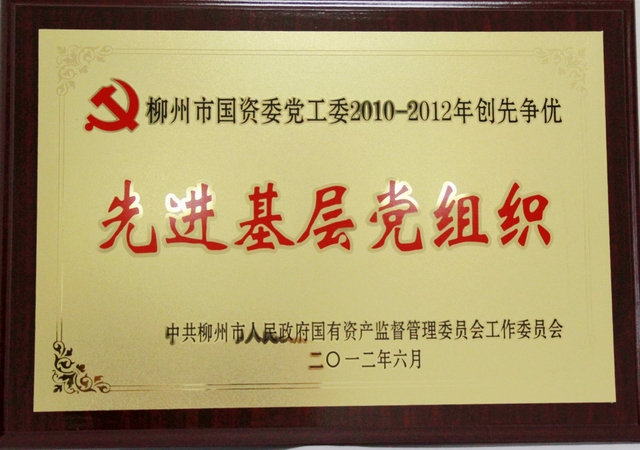 柳州市国资委党工委2010-2012年创先争优
先进基层党组织
中共柳州市人民政府国有资产监督管理委员会工作委员会
二〇一二年六月